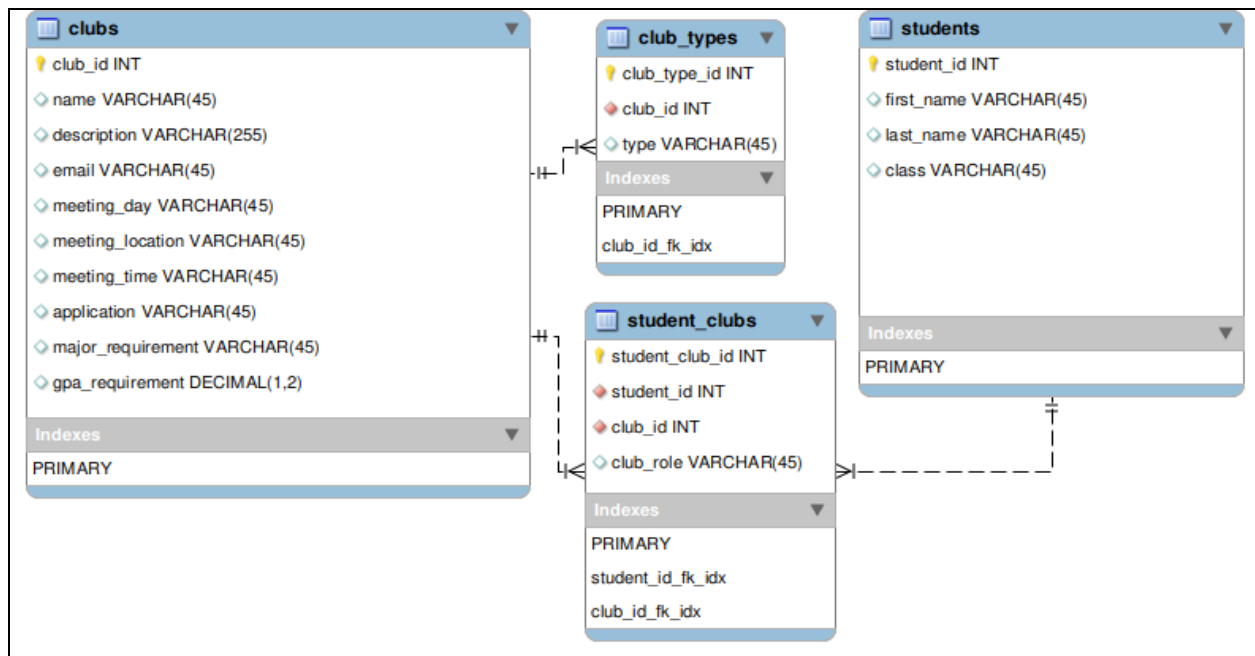 clubs
club_id INT
name VARCHAR(45)
description VARCHAR(255)
email VARCHAR(45)
meeting_day VARCHAR(45)
meeting_location VARCHAR(45)
meeting_time VARCHAR(45)
application VARCHAR(45)
major_requirement VARCHAR(45)
gpa_requirement DECIMAL(1,2)
Indexes
PRIMARY
club_types
club_type_id INT
club_id INT
type VARCHAR(45)
Indexes
PRIMARY
club_id_fk_idx
student_clubs
student_club_id INT
student_id INT
club_id INT
club_role VARCHAR(45)
Indexes
PRIMARY
student_id_fk_idx
club_id_fk_idx
students
student_id INT
first_name VARCHAR(45)
last_name VARCHAR(45)
class VARCHAR(45)
Indexes
PRIMARY